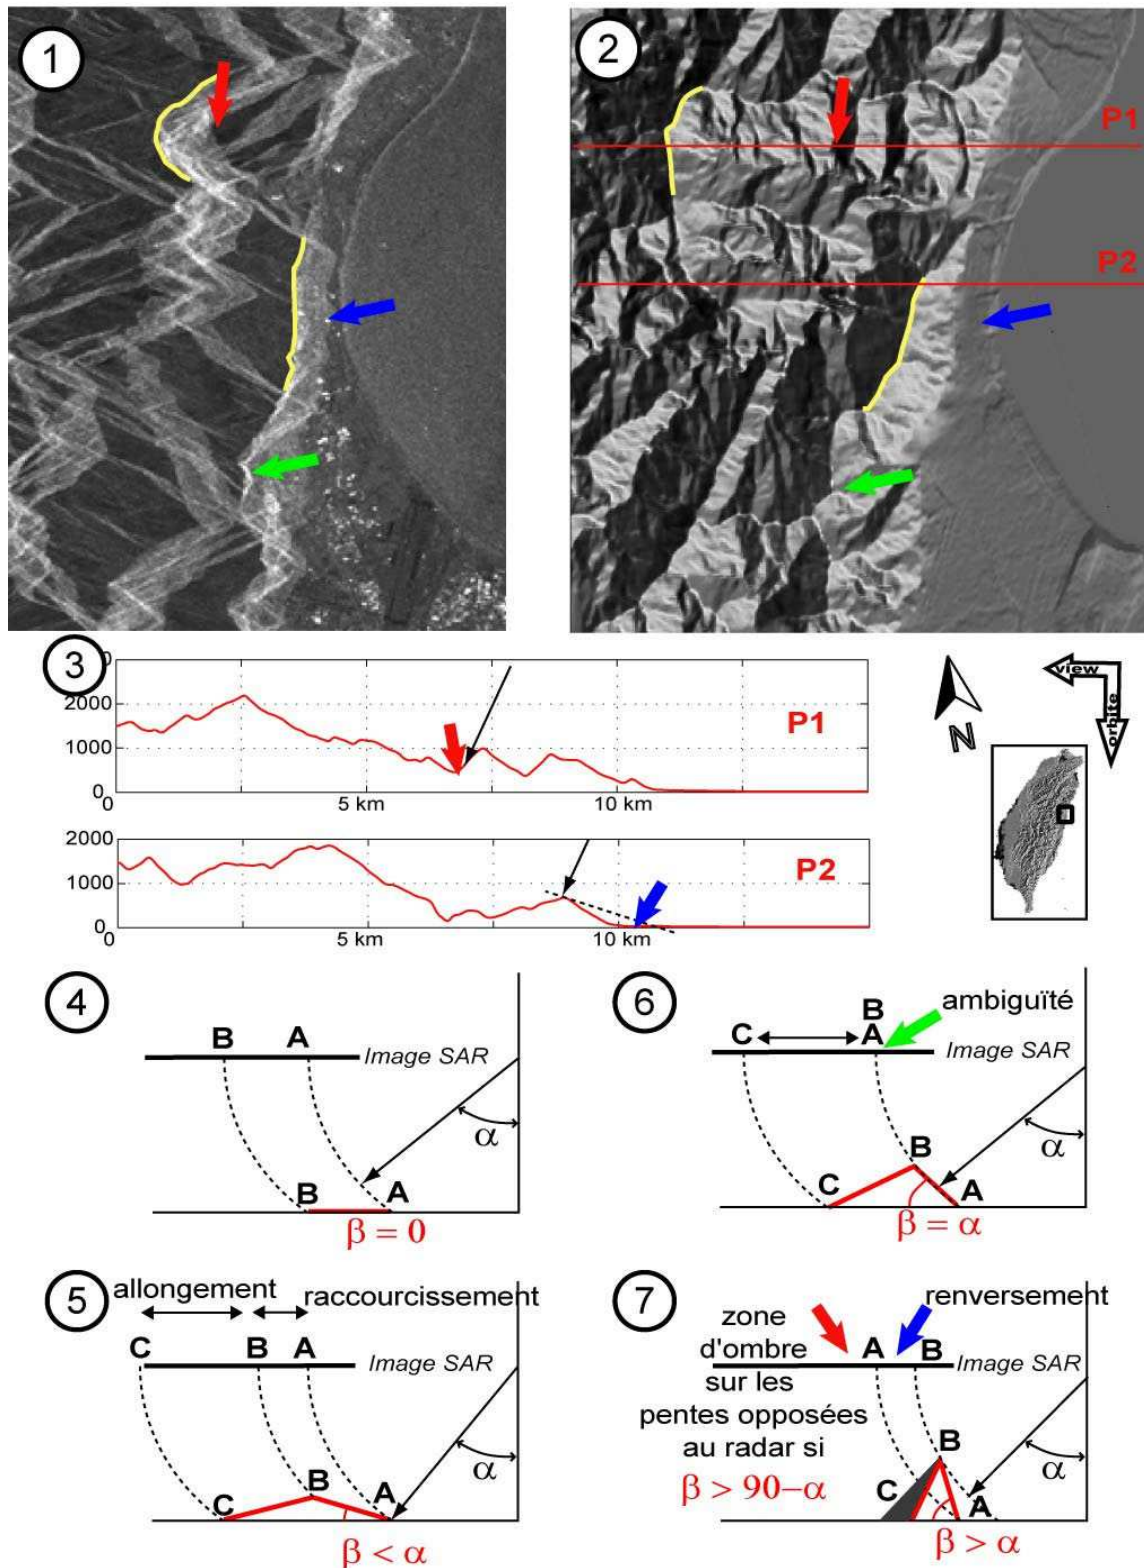 1
2
P1
P2
3
0
2000
1000
0
0
5 km
10 km
P1
2000
1000
0
0
5 km
10 km
P2
N
view
orbite
4
B A
Image SAR
α
B A
β = 0
6
ambiguïté
B
C A
Image SAR
α
B
C A
β = α
5
allongement
raccourcissement
C B A
Image SAR
α
C B A
β < α
7
zone
d'ombre
sur les
pentes opposées
au radar si
β > 90–α
renversement
A B
Image SAR
α
B
C A
β > α